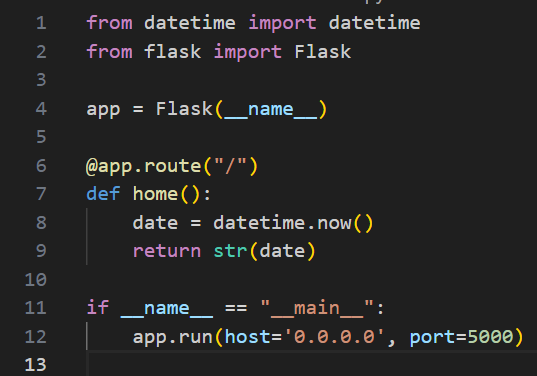 1 from datetime import datetime
2 from flask import Flask
3
4 app = Flask(__name__)
5
6 @app.route("/")
7 def home():
8     date = datetime.now()
9     return str(date)
10
11 if __name__ == "__main__":
12     app.run(host='0.0.0.0', port=5000)
13